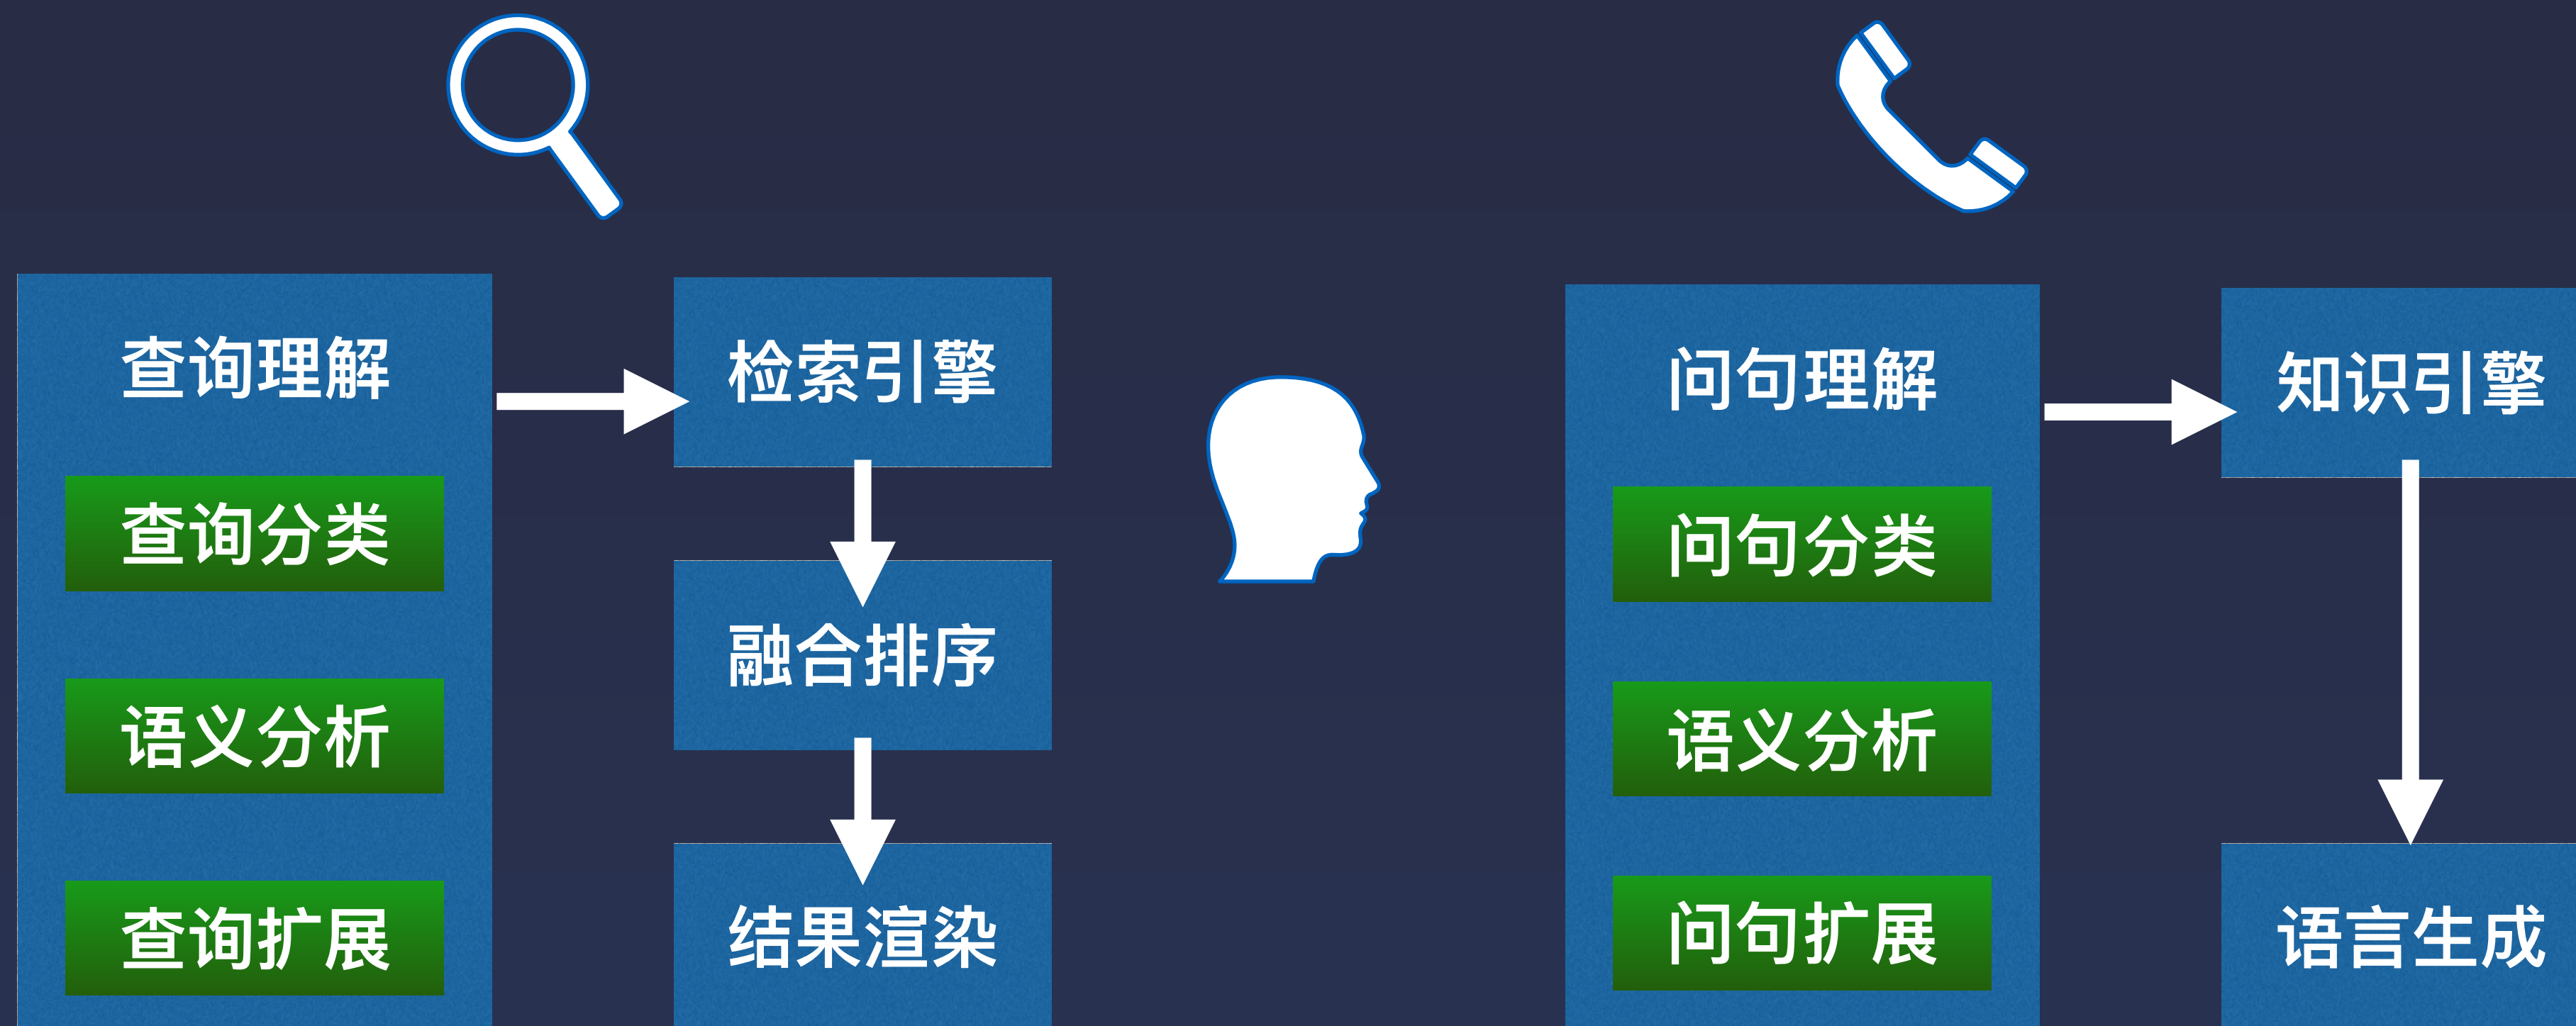 查询理解
查询分类
语义分析
查询扩展
检索引擎
融合排序
结果渲染
问句理解
问句分类
语义分析
问句扩展
知识引擎
语言生成